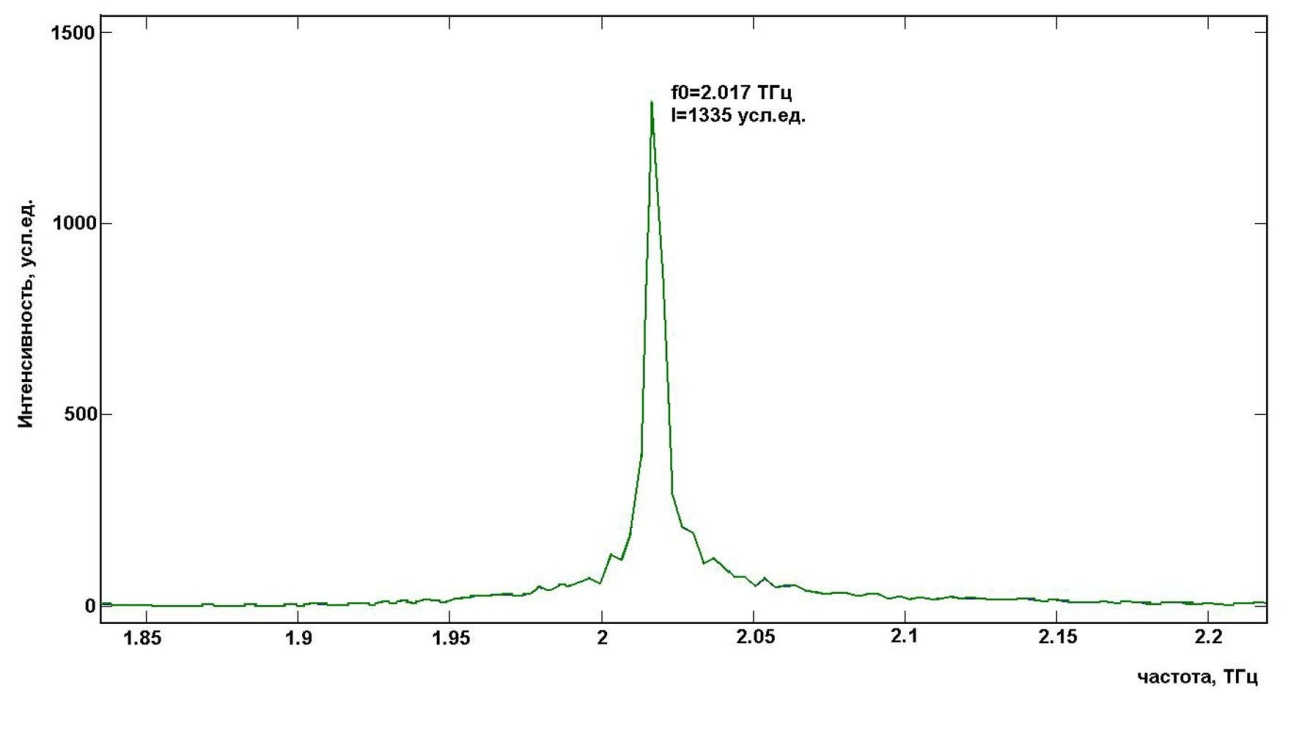 1500
f0=2.017 ТГц
I=1335 усл.ед.
1000
Интенсивность, усл.ед.
500
0
1.85 1.9 1.95 2 2.05 2.1 2.15 2.2
частота, ТГц